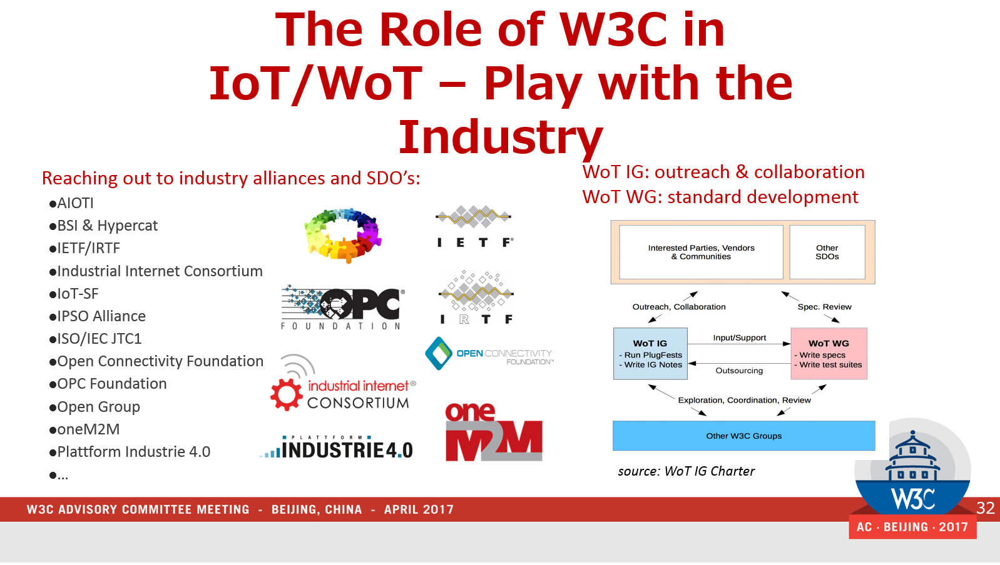 The Role of W3C in
IoT/WoT – Play with the
Industry
Reaching out to industry alliances and SDO’s:
●AIOTI
●BSI & Hypercat
●IETF/IRTF
●Industrial Internet Consortium
●IoT-SF
●IPSO Alliance
●ISO/IEC JTC1
●Open Connectivity Foundation
●OPC Foundation
●Open Group
●oneM2M
●Plattform Industrie 4.0
●...
IETF®
OPC®
FOUNDATION
IRTF
OPEN CONNECTIVITY
FOUNDATION™
industrial internet®
CONSORTIUM
one
M2M
PLATTFORM
INDUSTRIE4.0
WoT IG: outreach & collaboration
WoT WG: standard development
Interested Parties, Vendors
& Communities
Other
SDOs
Outreach, Collaboration
Spec. Review
WoT IG
- Run PlugFests
- Write IG Notes
Input/Support
Outsourcing
WoT WG
- Write specs
- Write test suites
Exploration, Coordination, Review
Other W3C Groups
source: WoT IG Charter
W3C ADVISORY COMMITTEE MEETING - BEIJING, CHINA - APRIL 2017
W3C
AC · BEIJING · 2017
32